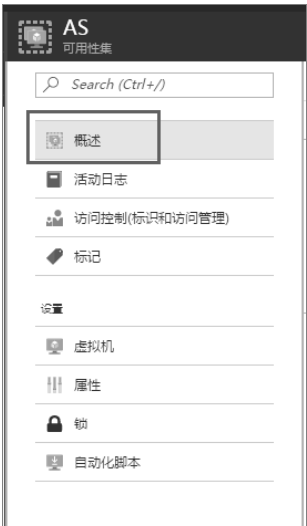 AS
可用性集
Search (Ctrl+/)
概述
活动日志
访问控制(标识和访问管理)
标记
设置
虚拟机
属性
锁
自动化脚本